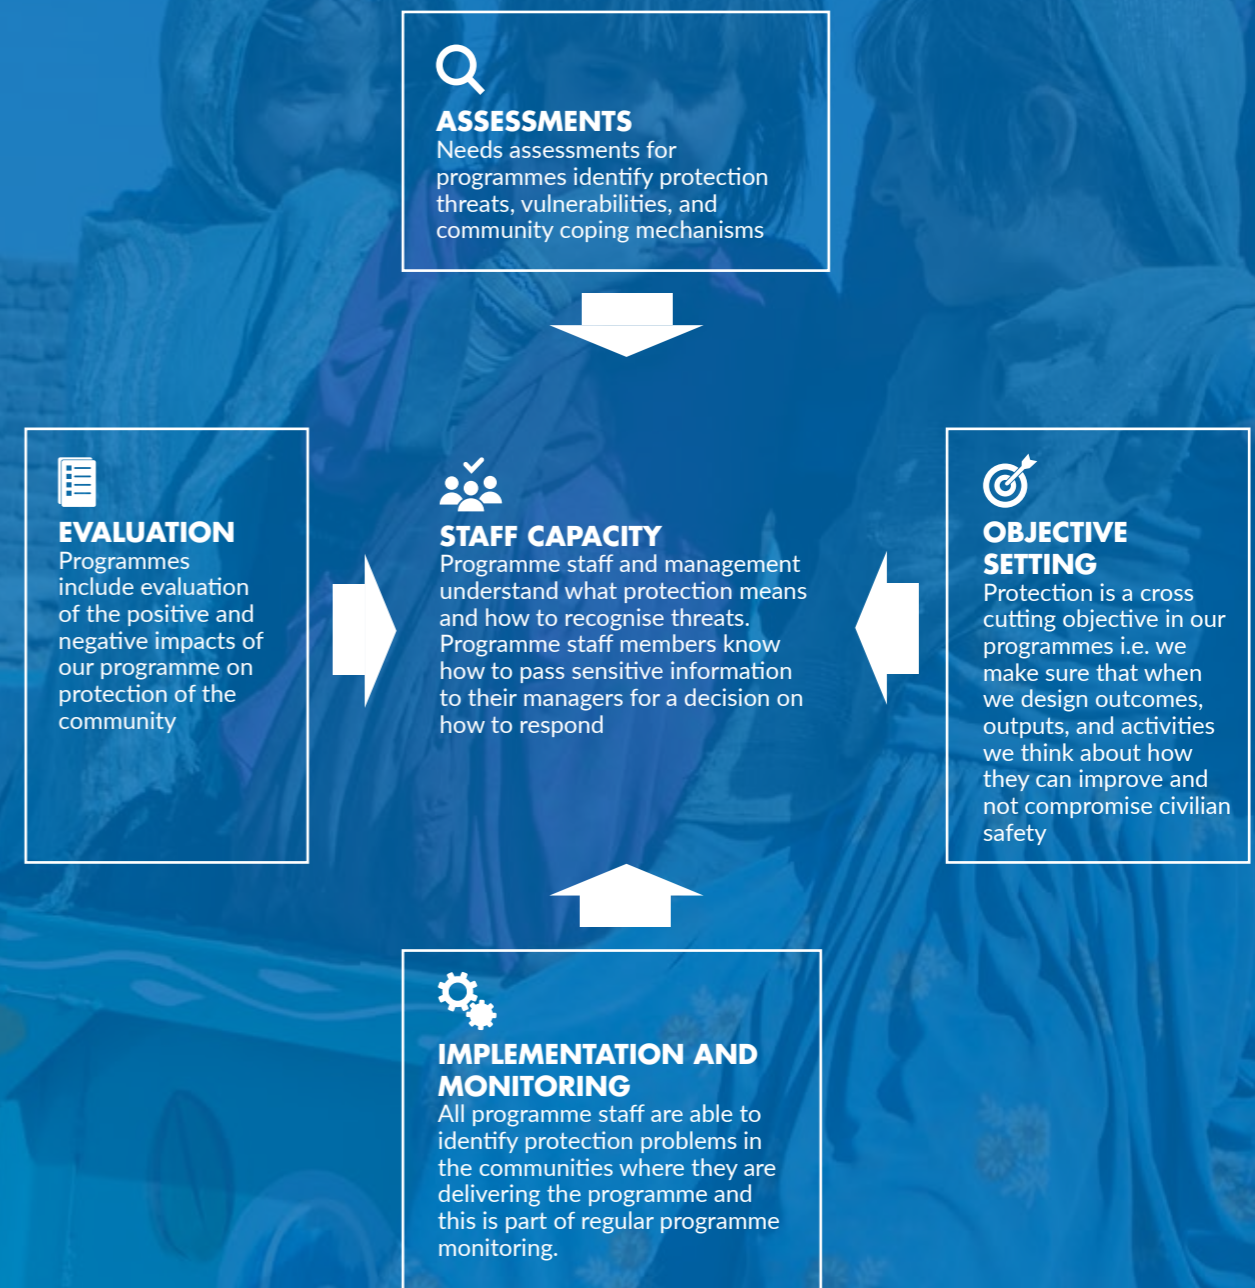 ASSESSMENTS
Needs assessments for
programmes identify protection
threats, vulnerabilities, and
community coping mechanisms
EVALUATION
Programmes
include evaluation
of the positive and
negative impacts of
our programme on
protection of the
community
STAFF CAPACITY
Programme staff and management
understand what protection means
and how to recognise threats.
Programme staff members know
how to pass sensitive information
to their managers for a decision on
how to respond
OBJECTIVE
SETTING
Protection is a cross
cutting objective in our
programmes i.e. we
make sure that when
we design outcomes,
outputs, and activities
we think about how
they can improve and
not compromise civilian
safety
IMPLEMENTATION AND
MONITORING
All programme staff are able to
identify protection problems in
the communities where they are
delivering the programme and
this is part of regular programme
monitoring.